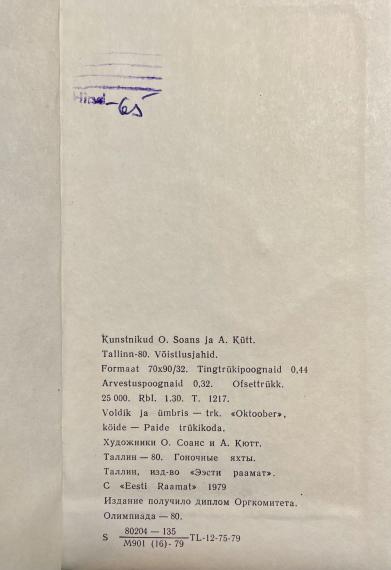 Hind -65
Kunstnikud O. Soans ja A. Kütt.
Tallinn-80. Võistlusjahid.
Formaat 70x90/32. Tingtrükipoognaid 0,44
Arvestuspoognaid 0,32. Ofsettrükk.
25 000. Rbl. 1.30. T. 1217.
Voldik ja ümbris — trk. «Oktoober»,
köide — Paide trükikoda.
Художники О. Соанс и А. Кютт.
Таллин — 80. Гоночные яхты.
Таллин, изд-во «Ээсти раамат».
C «Eesti Raamat» 1979
Издание получило диплом Оргкомитета.
Олимпиада — 80.
S 80204 — 135 / M901 (16) - 79 — TL-12-75-79